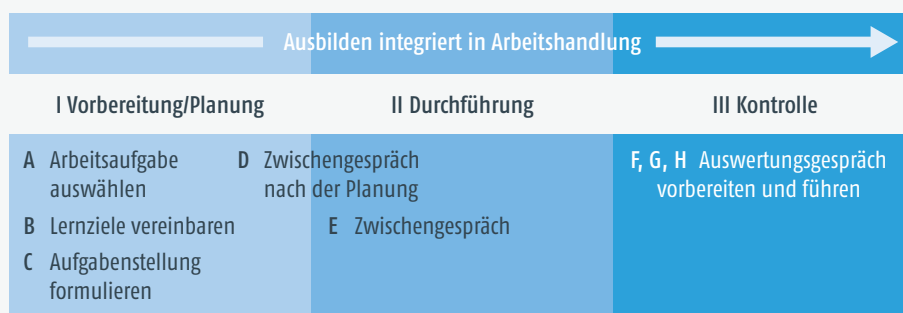 Ausbilden integriert in Arbeitshandlung
I Vorbereitung/Planung
II Durchführung
III Kontrolle
A Arbeitsaufgabe
auswählen
B Lernziele vereinbaren
C Aufgabenstellung
formulieren
D Zwischengespräch
nach der Planung
E Zwischengespräch
F, G, H Auswertungsgespräch
vorbereiten und führen